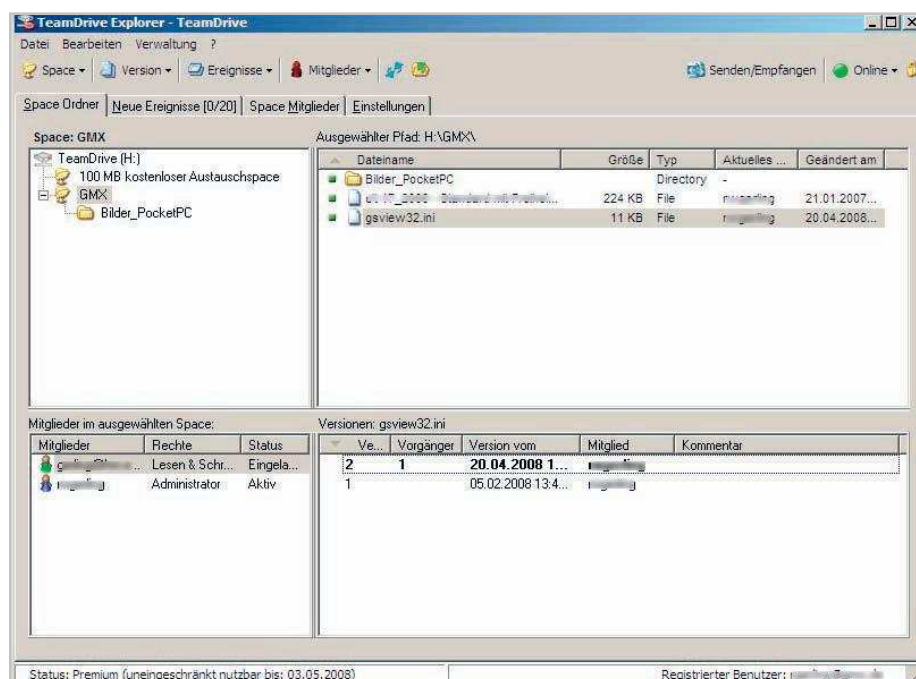 TeamDrive Explorer - TeamDrive
Datei Bearbeiten Verwaltung ?
Space Version Ereignisse Mitglieder Senden/Empfangen Online
Space Ordner Neue Ereignisse [0/20] Space Mitglieder Einstellungen
Space: GMX
TeamDrive (H:)
100 MB kostenloser Austauschspace
GMX
Bilder_PocketPC
Ausgewählter Pfad: H:\GMX\
Dateiname Größe Typ Aktuelles ... Geändert am
Bilder_PocketPC Directory -
224 KB File 21.01.2007...
gsview32.ini 11 KB File 20.04.2008...
Mitglieder im ausgewählten Space:
Mitglieder Rechte Status
Lesen & Schr... Eingela...
Administrator Aktiv
Versionen: gsview32.ini
Ve... Vorgänger Version vom Mitglied Kommentar
2 1 20.04.2008 1...
1 05.02.2008 13:4...
Status: Premium (uneingeschränkt nutzbar bis: 03.05.2008) Registrierter Benutzer: